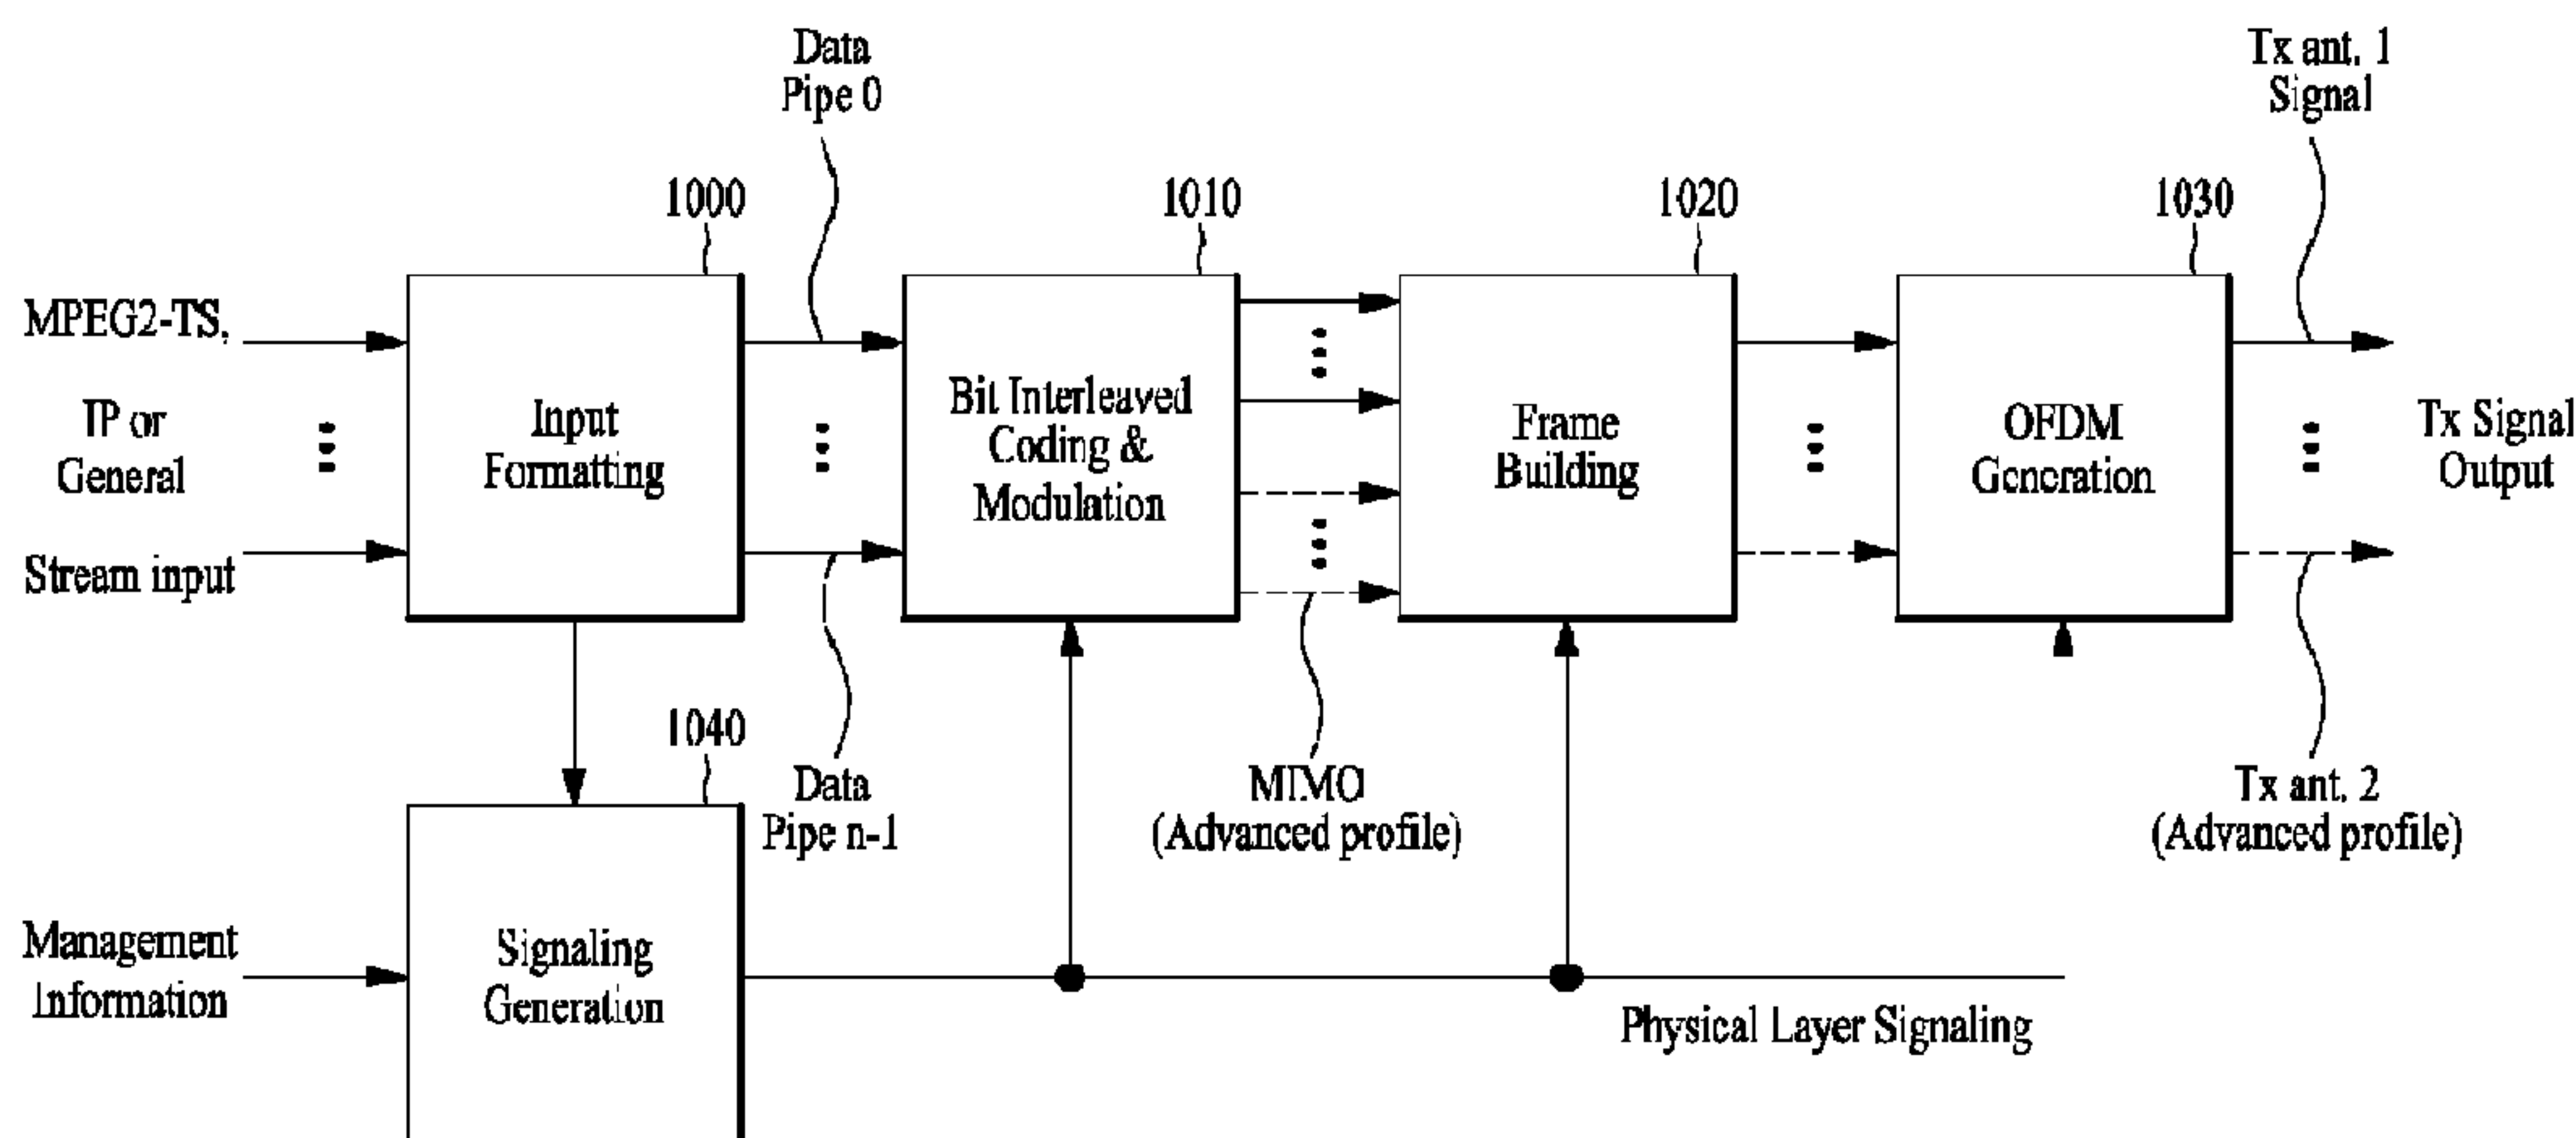 Data
Pipe 0
Tx ant. 1
Signal
1000
1010
1020
1030
MPEG2-TS,
IP or
General
Stream input
Input
Formatting
Bit Interleaved
Coding &
Modulation
Frame
Building
OFDM
Generation
Tx Signal
Output
1040
Data
Pipe n-1
MIMO
(Advanced profile)
Tx ant. 2
(Advanced profile)
Management
Information
Signaling
Generation
Physical Layer Signaling